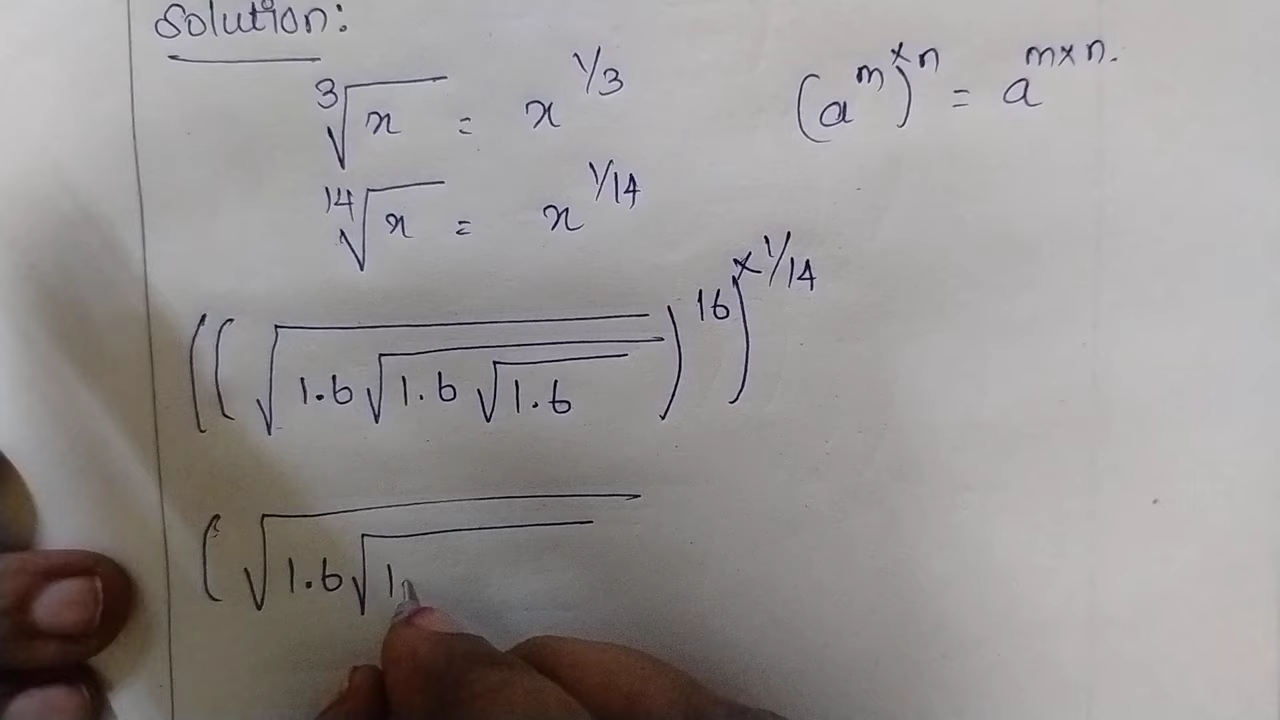 Solution:
∛x = x^1/3 (a^m)^×n = a^m×n.
¹⁴√x = x^1/14
((√1.6√1.6√1.6)^16)^×1/14
(√1.6√1.